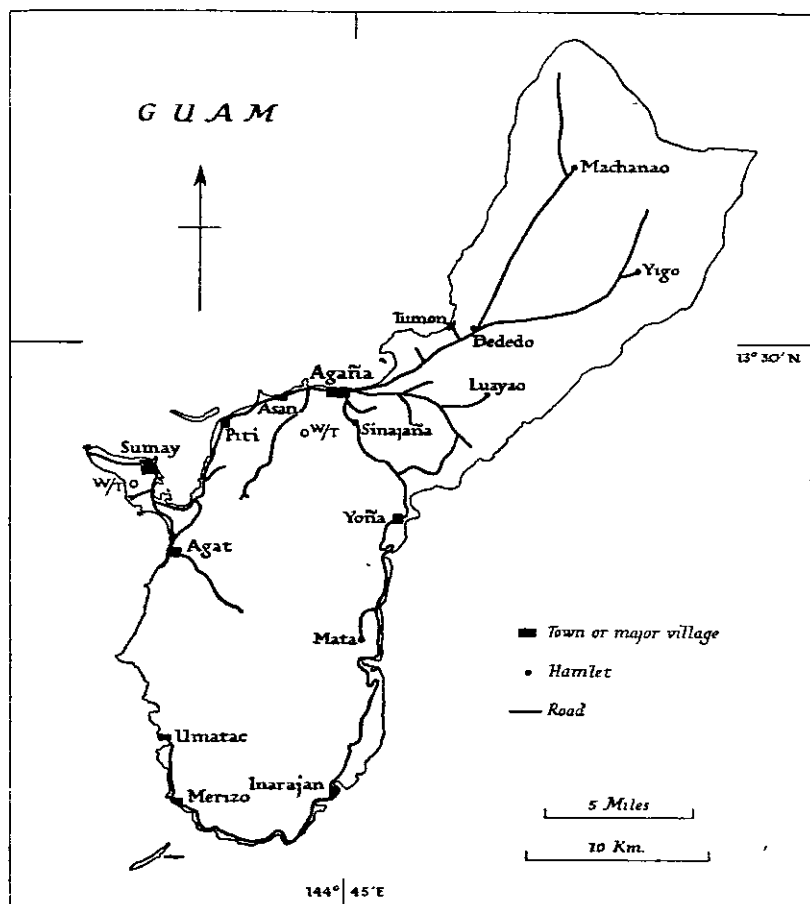 GUAM
Machanao
Yigo
Tumon
Dededo
13° 30'N
Agaña
Luayao
Asan
Piti
W/T
Sinajaña
Sumay
W/T
Yoña
Agat
Town or major village
Mata
Hamlet
Road
Umatac
Inarajan
Merizo
5 Miles
10 Km.
144° 45'E